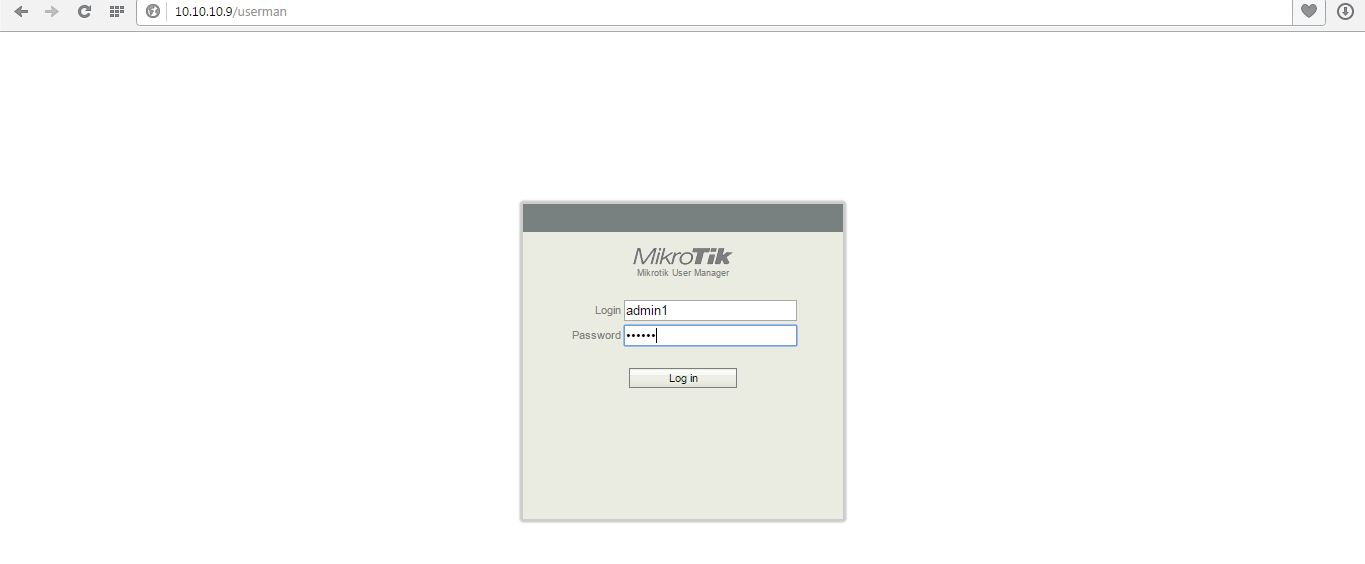 10.10.10.9/userman
MikroTik
Mikrotik User Manager
Login admin1
Password ••••••
Log in